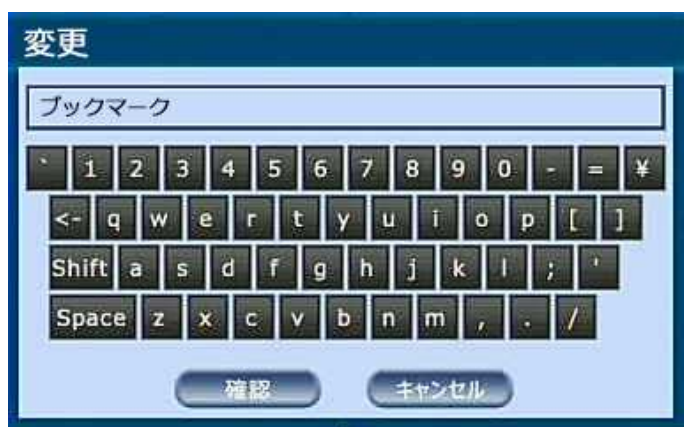 変更
ブックマーク
` 1 2 3 4 5 6 7 8 9 0 - = ¥
<- q w e r t y u i o p [ ]
Shift a s d f g h j k l ; '
Space z x c v b n m , . /
確認 キャンセル